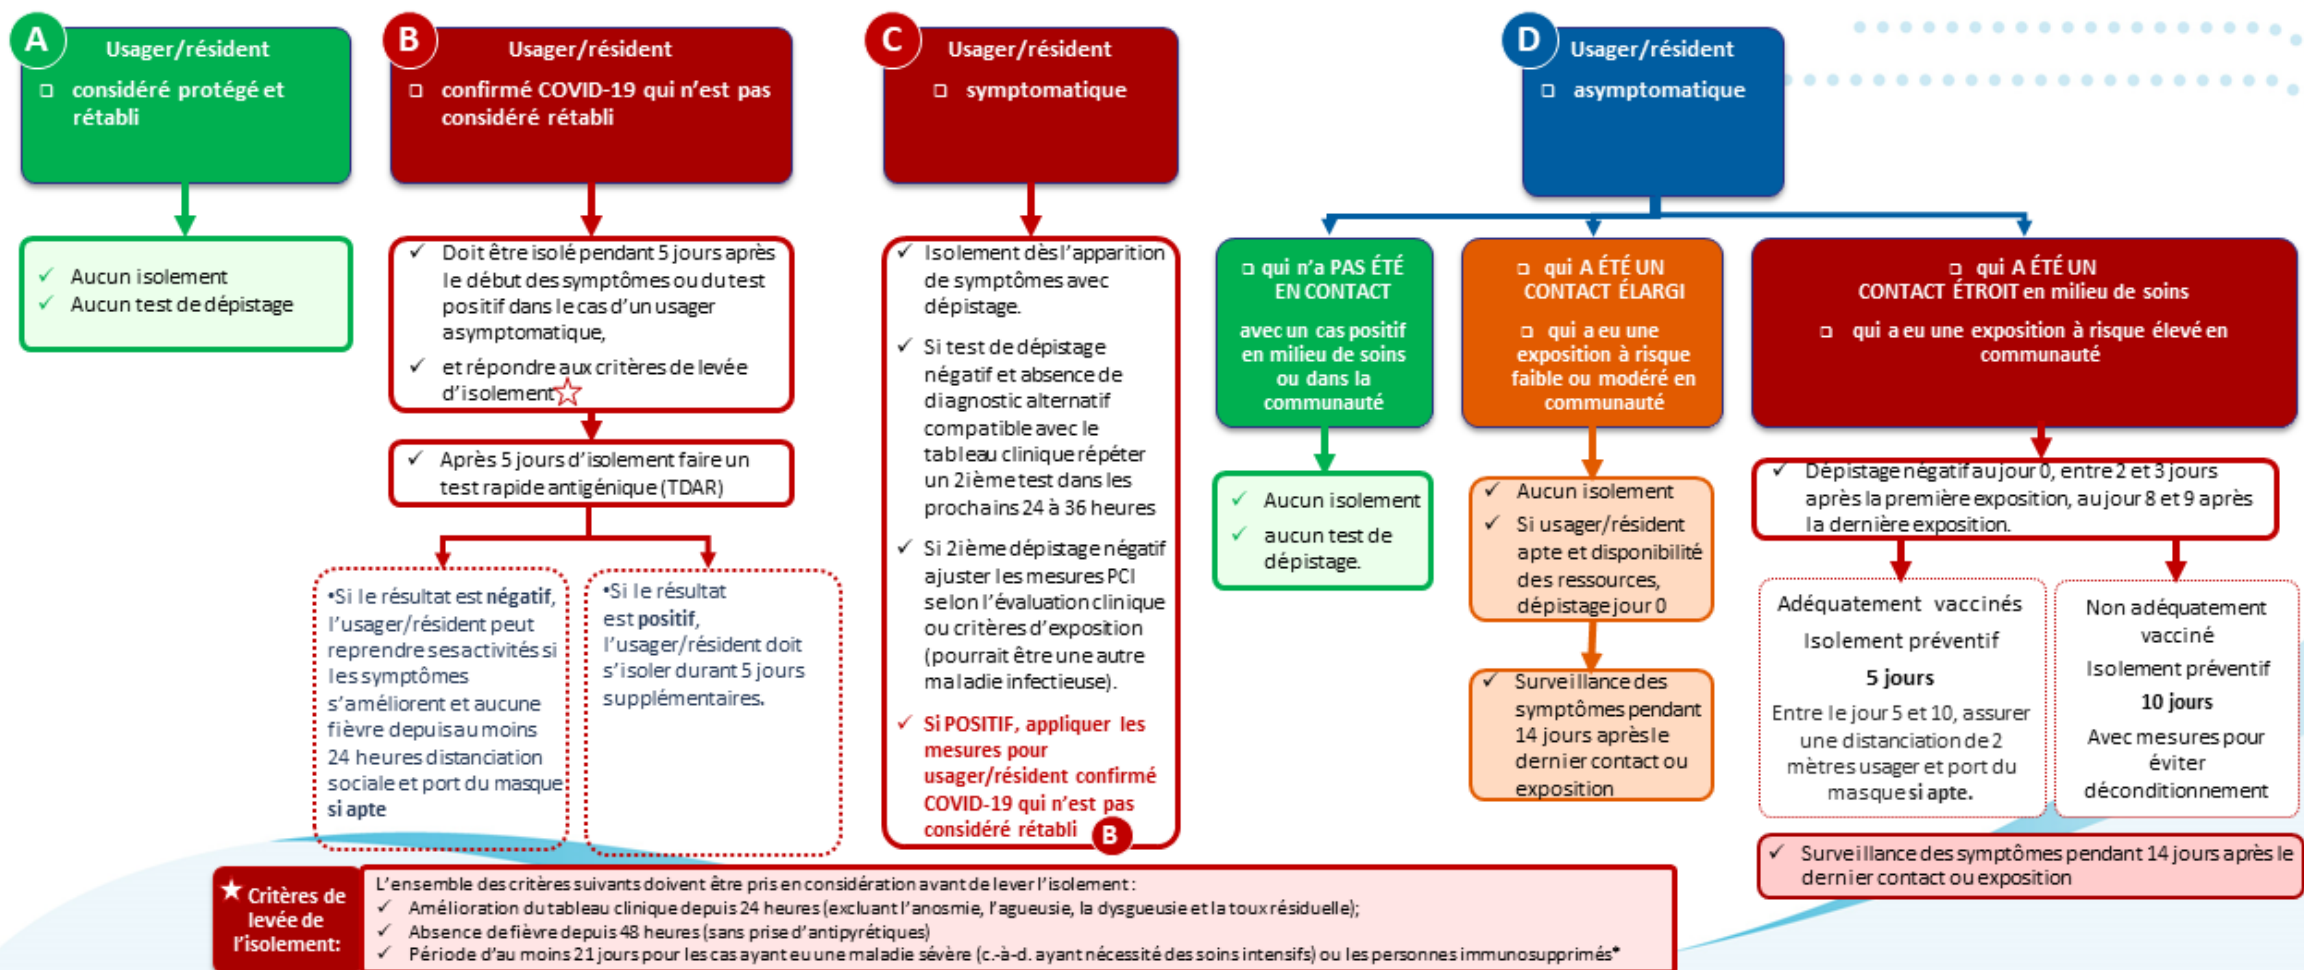 A
Usager/résident
considéré protégé et
rétabli
✓ Aucun isolement
✓ Aucun test de dépistage
B
Usager/résident
confirmé COVID-19 qui n'est pas
considéré rétabli
✓ Doit être isolé pendant 5 jours après
le début des symptômes ou du test
positif dans le cas d'un usager
asymptomatique,
✓ et répondre aux critères de levée
d'isolement☆
✓ Après 5 jours d'isolement faire un
test rapide antigénique (TDAR)
•Si le résultat est négatif,
l'usager/résident peut
reprendre ses activités si
les symptômes
s'améliorent et aucune
fièvre depuis au moins
24 heures distanciation
sociale et port du masque
si apte
•Si le résultat
est positif,
l'usager/résident doit
s'isoler durant 5 jours
supplémentaires.
C
Usager/résident
symptomatique
✓ Isolement dès l'apparition
de symptômes avec
dépistage.
✓ Si test de dépistage
négatif et absence de
diagnostic alternatif
compatible avec le
tableau clinique répéter
un 2ième test dans les
prochains 24 à 36 heures
✓ Si 2ième dépistage négatif
ajuster les mesures PCI
selon l'évaluation clinique
ou critères d'exposition
(pourrait être une autre
maladie infectieuse).
✓ Si POSITIF, appliquer les
mesures pour
usager/résident confirmé
COVID-19 qui n'est pas
considéré rétabli B
D
Usager/résident
asymptomatique
qui n'a PAS ÉTÉ
EN CONTACT
avec un cas positif
en milieu de soins
ou dans la
communauté
✓ Aucun isolement
✓ aucun test de
dépistage.
qui A ÉTÉ UN
CONTACT ÉLARGI
qui a eu une
exposition à risque
faible ou modéré en
communauté
✓ Aucun isolement
✓ Si usager/résident
apte et disponibilité
des ressources,
dépistage jour 0
✓ Surveillance des
symptômes pendant
14 jours après le
dernier contact ou
exposition
qui A ÉTÉ UN
CONTACT ÉTROIT en milieu de soins
qui a eu une exposition à risque élevé en
communauté
✓ Dépistage négatif au jour 0, entre 2 et 3 jours
après la première exposition, au jour 8 et 9 après
la dernière exposition.
Adéquatement vaccinés
Isolement préventif
5 jours
Entre le jour 5 et 10, assurer
une distanciation de 2
mètres usager et port du
masque si apte.
Non adéquatement
vacciné
Isolement préventif
10 jours
Avec mesures pour
éviter
déconditionnement
✓ Surveillance des symptômes pendant 14 jours après le
dernier contact ou exposition
★ Critères de
levée de
l'isolement:
L'ensemble des critères suivants doivent être pris en considération avant de lever l'isolement :
✓ Amélioration du tableau clinique depuis 24 heures (excluant l'anosmie, l'agueusie, la dysgueusie et la toux résiduelle);
✓ Absence de fièvre depuis 48 heures (sans prise d'antipyrétiques)
✓ Période d'au moins 21 jours pour les cas ayant eu une maladie sévère (c.-à-d. ayant nécessité des soins intensifs) ou les personnes immunosupprimés*